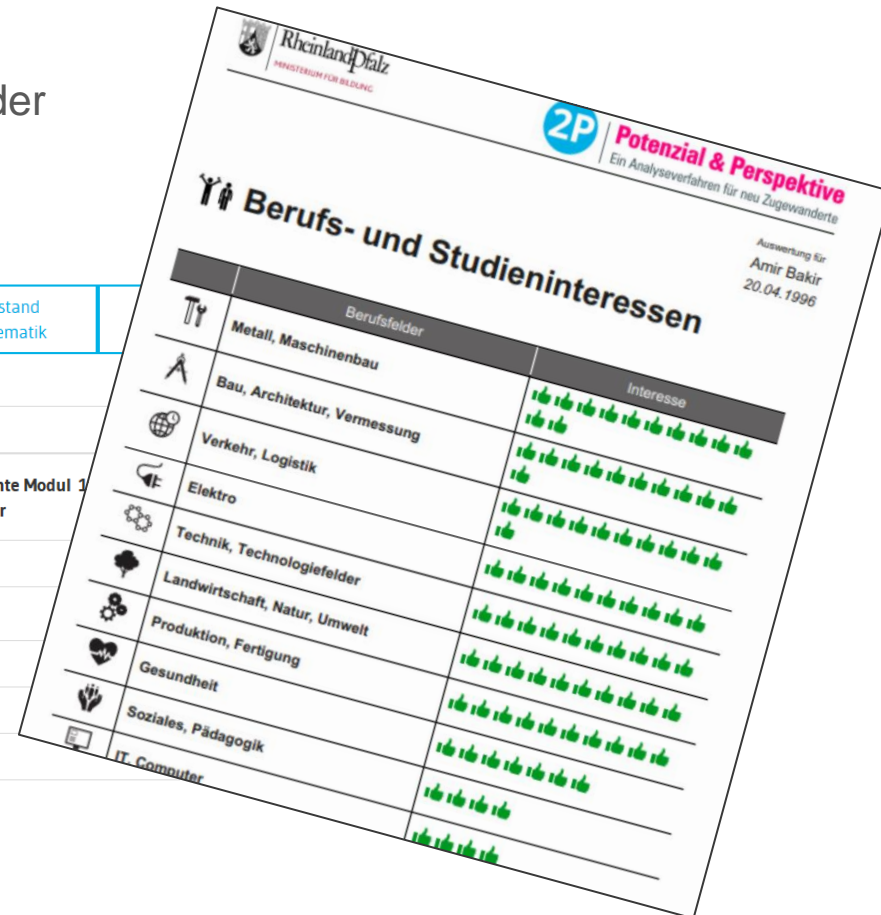 der
stand
ematik
nte Modul 1
r
RheinlandPfalz
MINISTERIUM FÜR BILDUNG
2P
Potenzial & Perspektive
Ein Analyseverfahren für neu Zugewanderte
Auswertung für
Amir Bakir
20.04.1996
Berufs- und Studieninteressen
Berufsfelder
Interesse
Metall, Maschinenbau
Bau, Architektur, Vermessung
Verkehr, Logistik
Elektro
Technik, Technologiefelder
Landwirtschaft, Natur, Umwelt
Produktion, Fertigung
Gesundheit
Soziales, Pädagogik
IT, Computer